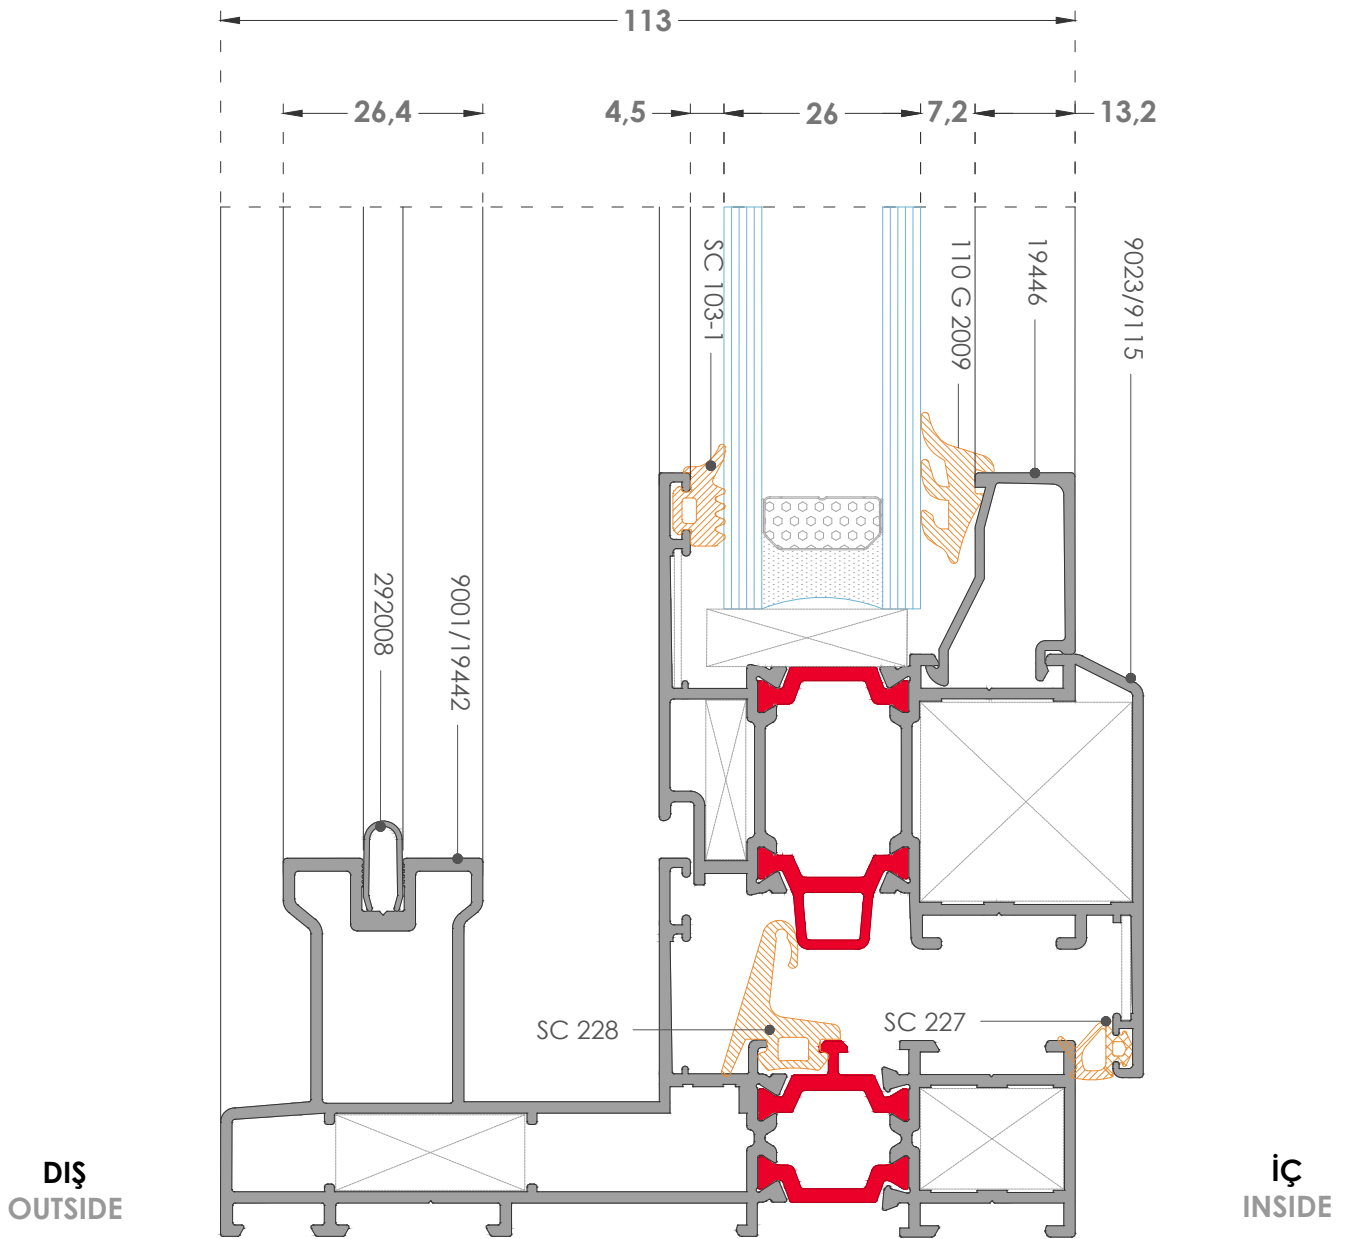 113
26,4
4,5
26
7,2
13,2
SC 103-1
110 G 2009
19446
9023/9115
292008
9001/19442
SC 228
SC 227
DIŞ
OUTSIDE
İÇ
INSIDE